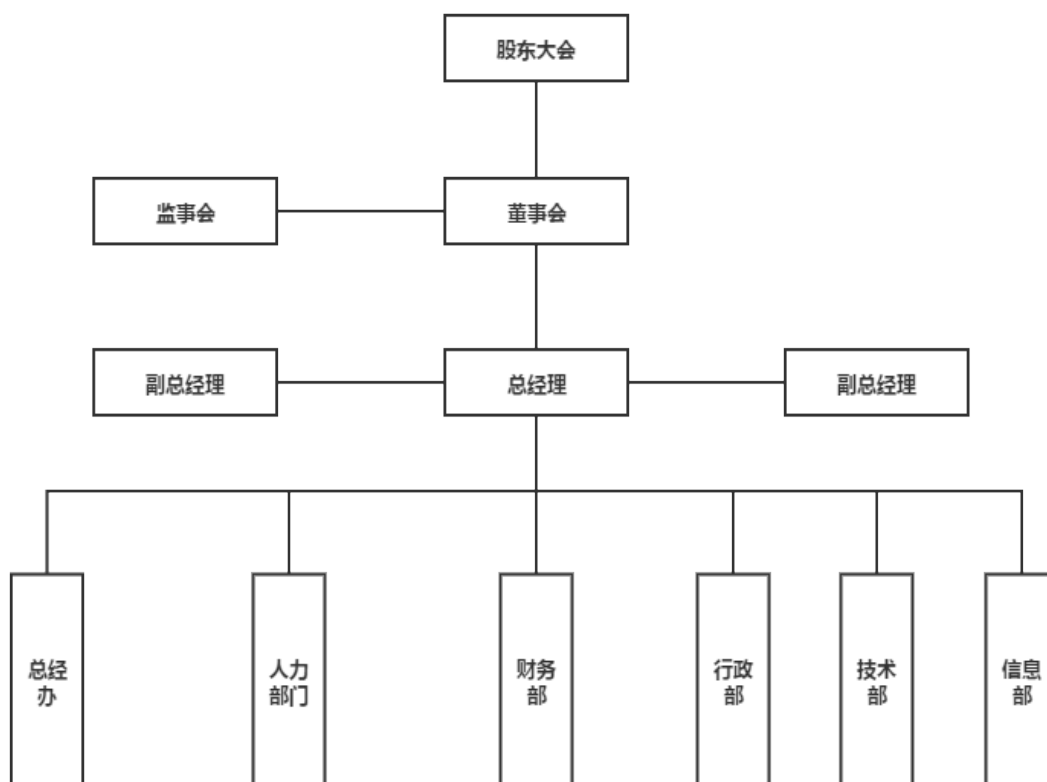 股东大会
监事会
董事会
副总经理
总经理
副总经理
总经
办
人力
部门
财务
部
行政
部
技术
部
信息
部